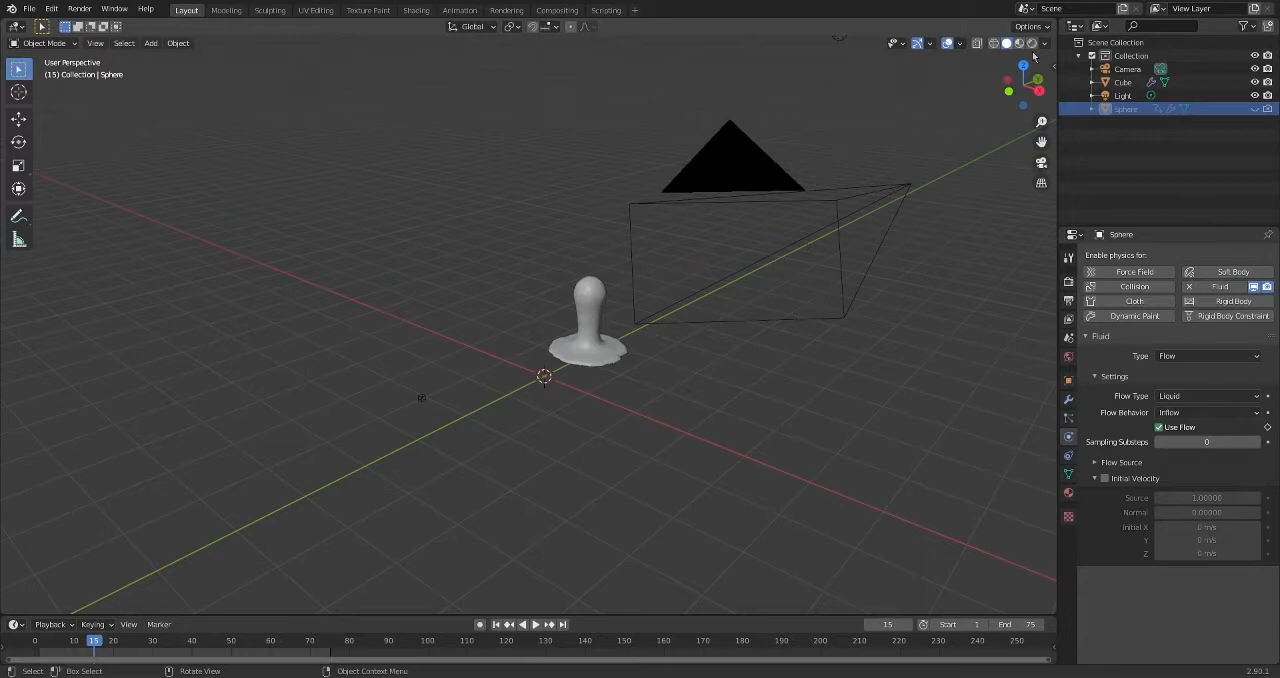 File Edit Render Window Help Layout Modeling Sculpting UV Editing Texture Paint Shading Animation Rendering Compositing Scripting + Scene View Layer
Global Options
Object Mode View Select Add Object
User Perspective
(15) Collection | Sphere
Z
Y
X
Scene Collection
Collection
Camera
Cube
Light
Sphere
Sphere
Enable physics for:
Force Field Soft Body
Collision Fluid
Cloth Rigid Body
Dynamic Paint Rigid Body Constraint
Fluid
Type Flow
Settings
Flow Type Liquid
Flow Behavior Inflow
Use Flow
Sampling Substeps 0
Flow Source
Initial Velocity
Source 1.00000
Normal 0.00000
Initial X 0 m/s
Y 0 m/s
Z 0 m/s
Playback Keying View Marker 15 Start 1 End 75
0 10 15 20 30 40 50 60 70 80 90 100 110 120 130 140 150 160 170 180 190 200 210 220 230 240 250
Select Box Select Rotate View Object Context Menu 2.90.1